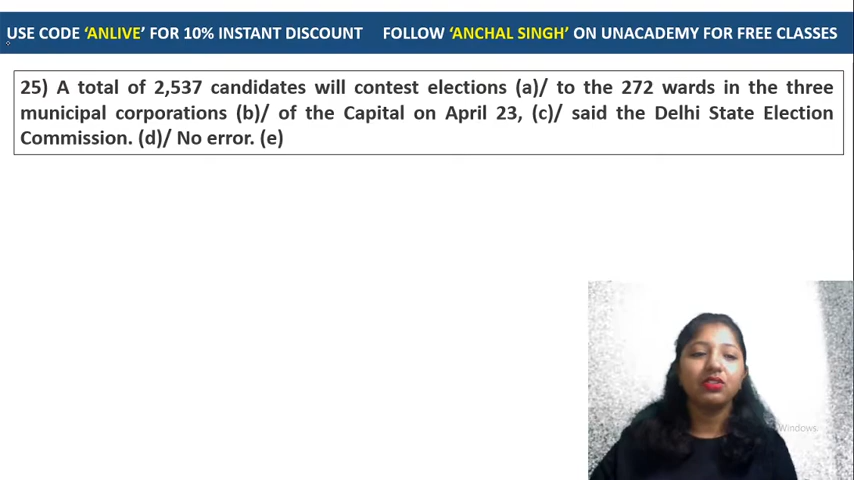 USE CODE ‘ANLIVE’ FOR 10% INSTANT DISCOUNT FOLLOW ‘ANCHAL SINGH’ ON UNACADEMY FOR FREE CLASSES
25) A total of 2,537 candidates will contest elections (a)/ to the 272 wards in the three
municipal corporations (b)/ of the Capital on April 23, (c)/ said the Delhi State Election
Commission. (d)/ No error. (e)
Windows.